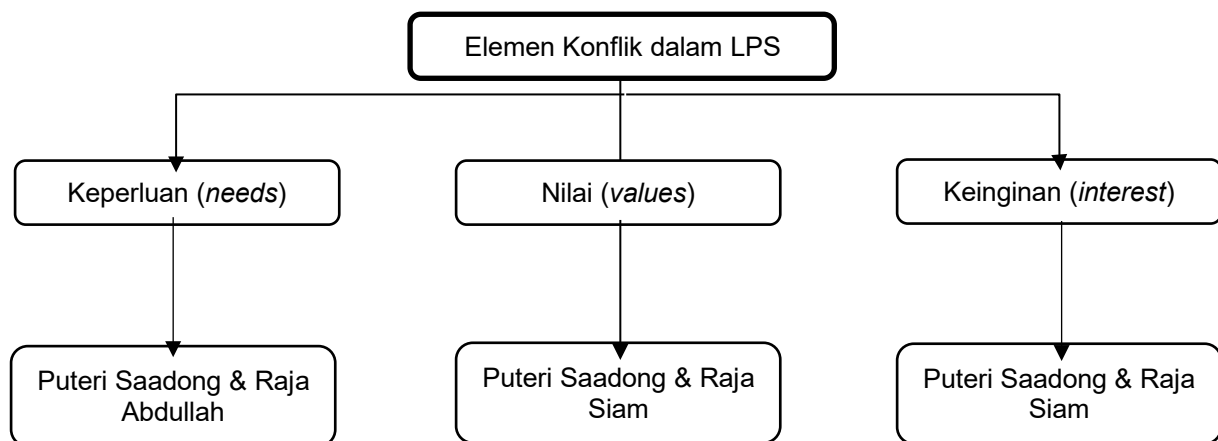 Elemen Konflik dalam LPS
Keperluan (needs)
Nilai (values)
Keinginan (interest)
Puteri Saadong & Raja
Abdullah
Puteri Saadong & Raja
Siam
Puteri Saadong & Raja
Siam